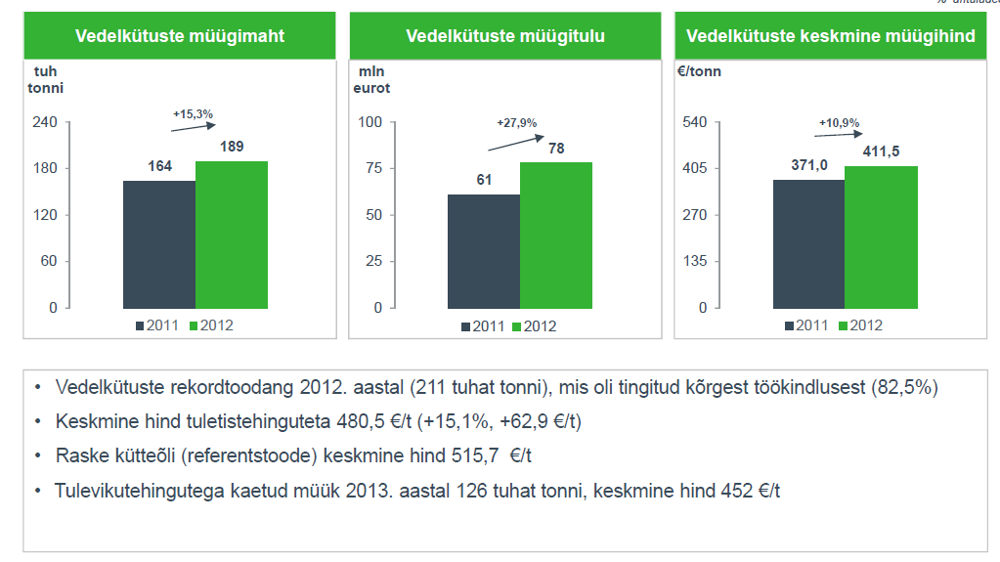 Vedelkütuste müügimaht
tuh
tonni
240
180
120
60
0
+15,3%
164
189
2011 2012
Vedelkütuste müügitulu
mln
eurot
100
75
50
25
0
+27,9%
61
78
2011 2012
Vedelkütuste keskmine müügihind
€/tonn
540
405
270
135
0
+10,9%
371,0
411,5
2011 2012
• Vedelkütuste rekordtoodang 2012. aastal (211 tuhat tonni), mis oli tingitud kõrgest töökindlusest (82,5%)
• Keskmine hind tuletistehinguteta 480,5 €/t (+15,1%, +62,9 €/t)
• Raske kütteõli (referentstoode) keskmine hind 515,7 €/t
• Tulevikutehingutega kaetud müük 2013. aastal 126 tuhat tonni, keskmine hind 452 €/t